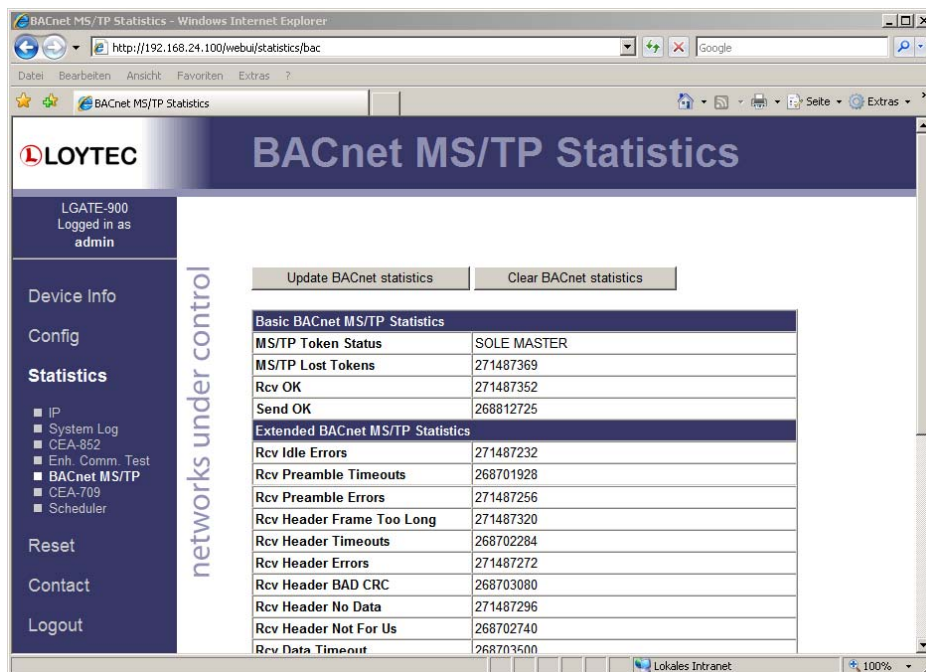 BACnet MS/TP Statistics - Windows Internet Explorer
http://192.168.24.100/webui/statistics/bac
Google
Datei Bearbeiten Ansicht Favoriten Extras ?
BACnet MS/TP Statistics
Seite
Extras
LOYTEC
BACnet MS/TP Statistics
LGATE-900
Logged in as
admin
networks under control
Device Info
Config
Statistics
IP
System Log
CEA-852
Enh. Comm. Test
BACnet MS/TP
CEA-709
Scheduler
Reset
Contact
Logout
Update BACnet statistics Clear BACnet statistics
Basic BACnet MS/TP Statistics
MS/TP Token Status SOLE MASTER
MS/TP Lost Tokens 271487369
Rcv OK 271487352
Send OK 268812725
Extended BACnet MS/TP Statistics
Rcv Idle Errors 271487232
Rcv Preamble Timeouts 268701928
Rcv Preamble Errors 271487256
Rcv Header Frame Too Long 271487320
Rcv Header Timeouts 268702284
Rcv Header Errors 271487272
Rcv Header BAD CRC 268703080
Rcv Header No Data 271487296
Rcv Header Not For Us 268702740
Rcv Data Timeout 268703500
Lokales Intranet
100%